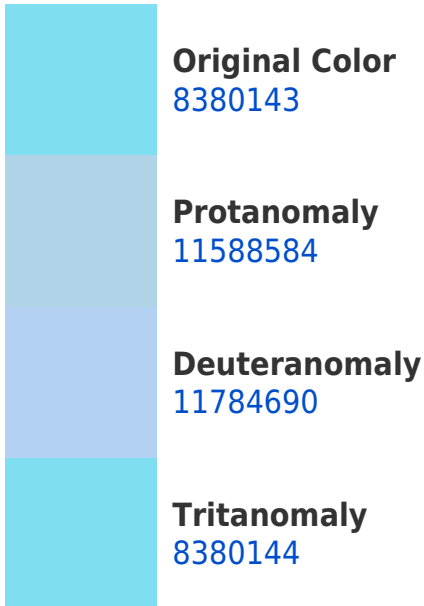 Original Color
8380143
Protanomaly
11588584
Deuteranomaly
11784690
Tritanomaly
8380144